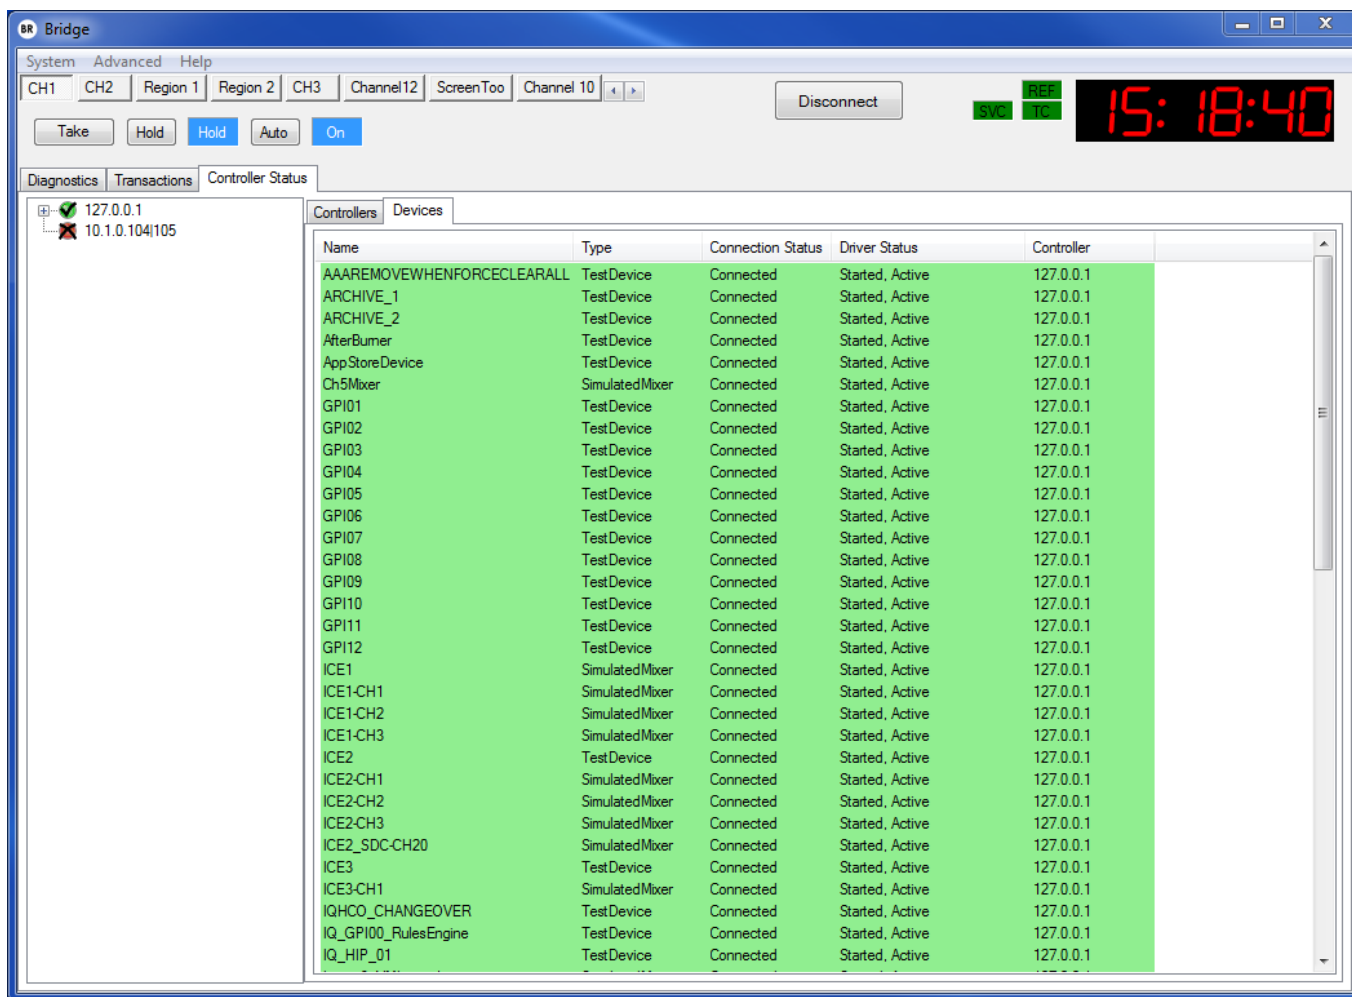 BR Bridge
System Advanced Help
CH1 CH2 Region 1 Region 2 CH3 Channel12 ScreenToo Channel 10
Disconnect
REF
SVC TC
15:18:40
Take Hold Hold Auto On
Diagnostics Transactions Controller Status
127.0.0.1
10.1.0.104|105
Controllers Devices
Name Type Connection Status Driver Status Controller
AAAREMOVEWHENFORCECLEARALL TestDevice Connected Started, Active 127.0.0.1
ARCHIVE_1 TestDevice Connected Started, Active 127.0.0.1
ARCHIVE_2 TestDevice Connected Started, Active 127.0.0.1
AfterBurner TestDevice Connected Started, Active 127.0.0.1
AppStoreDevice TestDevice Connected Started, Active 127.0.0.1
Ch5Mixer SimulatedMixer Connected Started, Active 127.0.0.1
GPI01 TestDevice Connected Started, Active 127.0.0.1
GPI02 TestDevice Connected Started, Active 127.0.0.1
GPI03 TestDevice Connected Started, Active 127.0.0.1
GPI04 TestDevice Connected Started, Active 127.0.0.1
GPI05 TestDevice Connected Started, Active 127.0.0.1
GPI06 TestDevice Connected Started, Active 127.0.0.1
GPI07 TestDevice Connected Started, Active 127.0.0.1
GPI08 TestDevice Connected Started, Active 127.0.0.1
GPI09 TestDevice Connected Started, Active 127.0.0.1
GPI10 TestDevice Connected Started, Active 127.0.0.1
GPI11 TestDevice Connected Started, Active 127.0.0.1
GPI12 TestDevice Connected Started, Active 127.0.0.1
ICE1 SimulatedMixer Connected Started, Active 127.0.0.1
ICE1-CH1 SimulatedMixer Connected Started, Active 127.0.0.1
ICE1-CH2 SimulatedMixer Connected Started, Active 127.0.0.1
ICE1-CH3 SimulatedMixer Connected Started, Active 127.0.0.1
ICE2 TestDevice Connected Started, Active 127.0.0.1
ICE2-CH1 SimulatedMixer Connected Started, Active 127.0.0.1
ICE2-CH2 SimulatedMixer Connected Started, Active 127.0.0.1
ICE2-CH3 SimulatedMixer Connected Started, Active 127.0.0.1
ICE2_SDC-CH20 SimulatedMixer Connected Started, Active 127.0.0.1
ICE3 TestDevice Connected Started, Active 127.0.0.1
ICE3-CH1 SimulatedMixer Connected Started, Active 127.0.0.1
IQHCO_CHANGEOVER TestDevice Connected Started, Active 127.0.0.1
IQ_GPI00_RulesEngine TestDevice Connected Started, Active 127.0.0.1
IQ_HIP_01 TestDevice Connected Started, Active 127.0.0.1